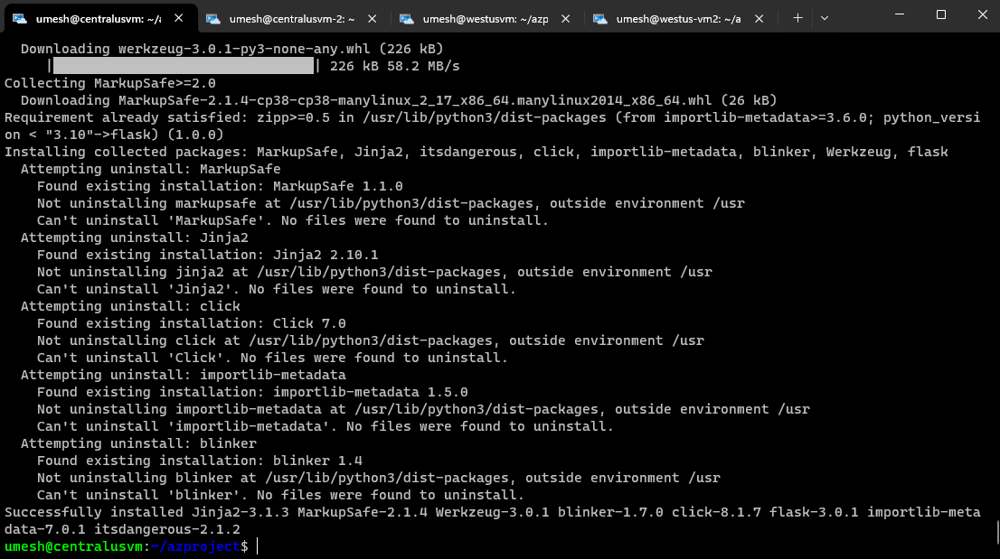 umesh@centralusvm: ~/a
umesh@centralusvm-2: ~
umesh@westusvm: ~/azp
umesh@westus-vm2: ~/a
  Downloading werkzeug-3.0.1-py3-none-any.whl (226 kB)
     |████████████████████████████████| 226 kB 58.2 MB/s
Collecting MarkupSafe>=2.0
  Downloading MarkupSafe-2.1.4-cp38-cp38-manylinux_2_17_x86_64.manylinux2014_x86_64.whl (26 kB)
Requirement already satisfied: zipp>=0.5 in /usr/lib/python3/dist-packages (from importlib-metadata>=3.6.0; python_versi
on < "3.10"->flask) (1.0.0)
Installing collected packages: MarkupSafe, Jinja2, itsdangerous, click, importlib-metadata, blinker, Werkzeug, flask
  Attempting uninstall: MarkupSafe
    Found existing installation: MarkupSafe 1.1.0
    Not uninstalling markupsafe at /usr/lib/python3/dist-packages, outside environment /usr
    Can't uninstall 'MarkupSafe'. No files were found to uninstall.
  Attempting uninstall: Jinja2
    Found existing installation: Jinja2 2.10.1
    Not uninstalling jinja2 at /usr/lib/python3/dist-packages, outside environment /usr
    Can't uninstall 'Jinja2'. No files were found to uninstall.
  Attempting uninstall: click
    Found existing installation: Click 7.0
    Not uninstalling click at /usr/lib/python3/dist-packages, outside environment /usr
    Can't uninstall 'Click'. No files were found to uninstall.
  Attempting uninstall: importlib-metadata
    Found existing installation: importlib-metadata 1.5.0
    Not uninstalling importlib-metadata at /usr/lib/python3/dist-packages, outside environment /usr
    Can't uninstall 'importlib-metadata'. No files were found to uninstall.
  Attempting uninstall: blinker
    Found existing installation: blinker 1.4
    Not uninstalling blinker at /usr/lib/python3/dist-packages, outside environment /usr
    Can't uninstall 'blinker'. No files were found to uninstall.
Successfully installed Jinja2-3.1.3 MarkupSafe-2.1.4 Werkzeug-3.0.1 blinker-1.7.0 click-8.1.7 flask-3.0.1 importlib-meta
data-7.0.1 itsdangerous-2.1.2
umesh@centralusvm:~/azproject$